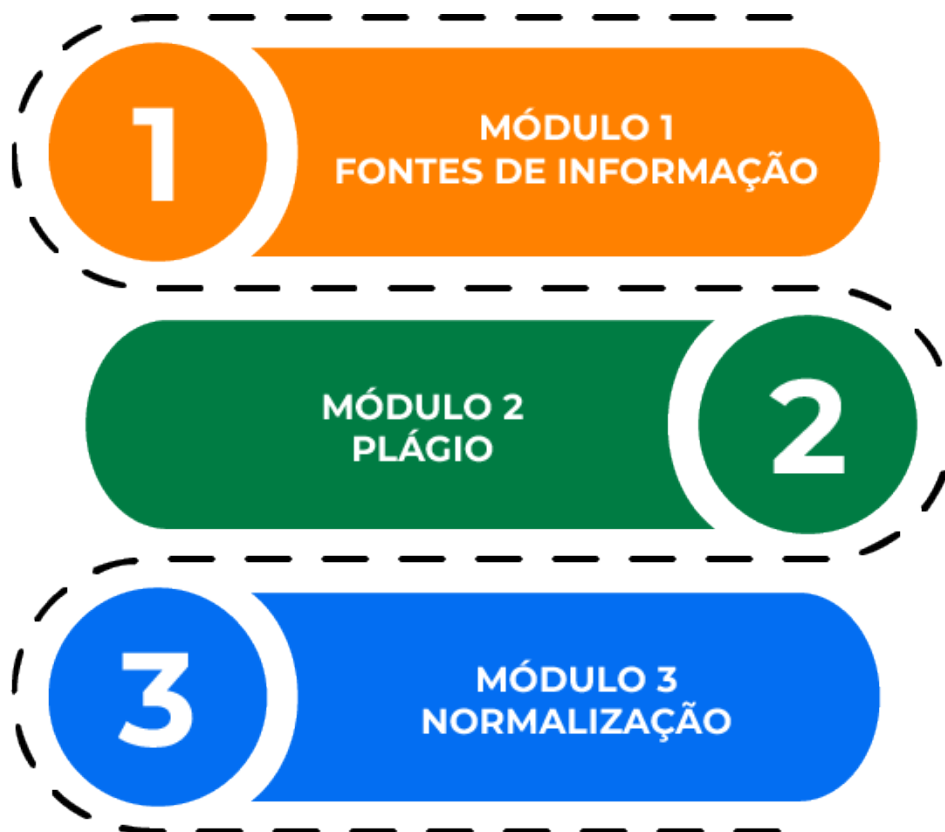 1
MÓDULO 1
FONTES DE INFORMAÇÃO
MÓDULO 2
PLÁGIO
2
3
MÓDULO 3
NORMALIZAÇÃO